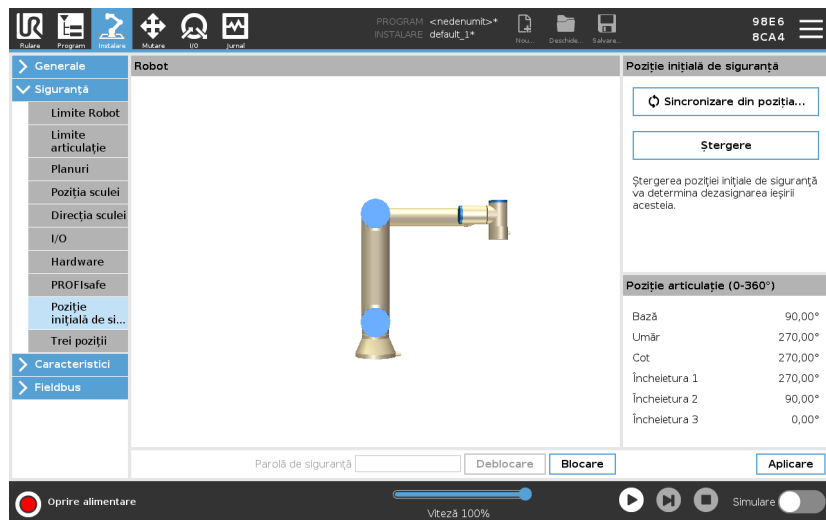 UR
Rulare
Program
Instalare
Mutare
I/O
Jurnal
PROGRAM <nedenumit>*
INSTALARE default_1*
Nou...
Deschide...
Salvare...
98E6
8CA4
Generale
Siguranță
Limite Robot
Limite
articulație
Planuri
Poziția sculei
Direcția sculei
I/O
Hardware
PROFIsafe
Poziție
inițială de si...
Trei poziții
Caracteristici
Fieldbus
Robot
Poziție inițială de siguranță
Sincronizare din poziția...
Ștergere
Ștergerea poziției inițiale de siguranță
va determina dezasignarea ieșirii
acesteia.
Poziție articulație (0-360°)
Bază 90,00°
Umăr 270,00°
Cot 270,00°
Încheietura 1 270,00°
Încheietura 2 90,00°
Încheietura 3 0,00°
Parolă de siguranță
Deblocare
Blocare
Aplicare
Oprire alimentare
Viteză 100%
Simulare